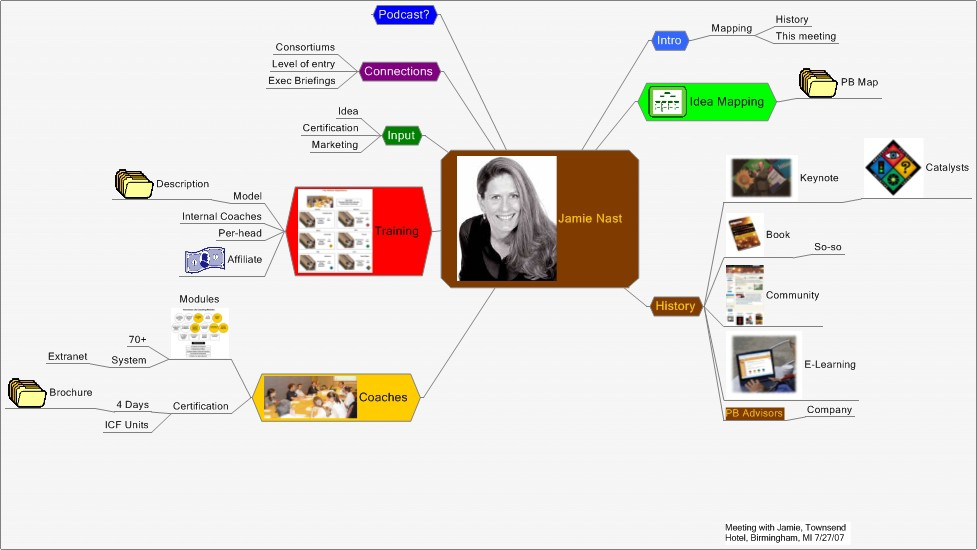 Podcast?
Consortiums
Level of entry
Exec Briefings
Connections
Idea
Certification
Marketing
Input
Description
Model
Internal Coaches
Per-head
Affiliate
Training
Modules
70+
System
Extranet
Brochure
4 Days
ICF Units
Certification
Coaches
Jamie Nast
Intro
Mapping
History
This meeting
Idea Mapping
PB Map
History
Keynote
Catalysts
Book
So-so
Community
E-Learning
PB Advisors
Company
Meeting with Jamie, Townsend
Hotel, Birmingham, MI 7/27/07